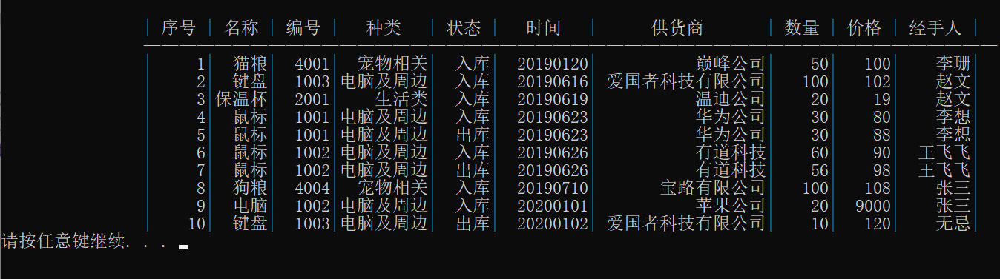 | 序号 | 名称 | 编号 | 种类 | 状态 | 时间 | 供货商 | 数量 | 价格 | 经手人 |
| 1 | 猫粮 | 4001 | 宠物相关 | 入库 | 20190120 | 巅峰公司 | 50 | 100 | 李珊 |
| 2 | 键盘 | 1003 | 电脑及周边 | 入库 | 20190616 | 爱国者科技有限公司 | 100 | 102 | 赵文 |
| 3 | 保温杯 | 2001 | 生活类 | 入库 | 20190619 | 温迪公司 | 20 | 19 | 赵文 |
| 4 | 鼠标 | 1001 | 电脑及周边 | 入库 | 20190623 | 华为公司 | 30 | 80 | 李想 |
| 5 | 鼠标 | 1001 | 电脑及周边 | 出库 | 20190623 | 华为公司 | 30 | 88 | 李想 |
| 6 | 鼠标 | 1002 | 电脑及周边 | 入库 | 20190626 | 有道科技 | 60 | 90 | 王飞飞 |
| 7 | 鼠标 | 1002 | 电脑及周边 | 出库 | 20190626 | 有道科技 | 56 | 98 | 王飞飞 |
| 8 | 狗粮 | 4004 | 宠物相关 | 入库 | 20190710 | 宝路有限公司 | 100 | 108 | 张三 |
| 9 | 电脑 | 1002 | 电脑及周边 | 入库 | 20200101 | 苹果公司 | 20 | 9000 | 张三 |
| 10 | 键盘 | 1003 | 电脑及周边 | 出库 | 20200102 | 爱国者科技有限公司 | 10 | 120 | 无忌 |
请按任意键继续. . .